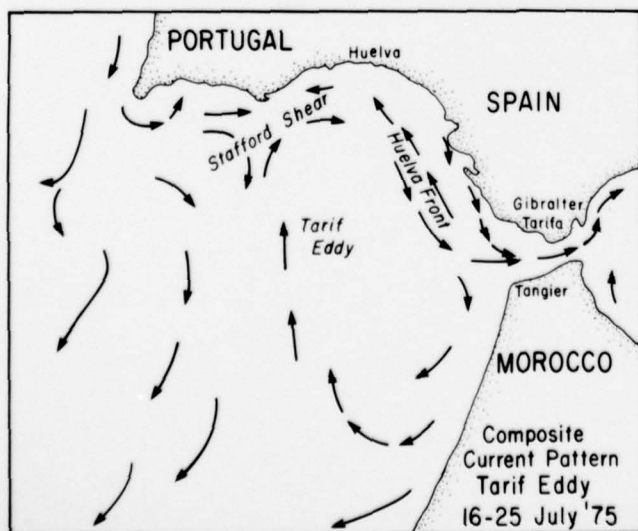 PORTUGAL
Huelva
SPAIN
Stafford Shear
Huelva Front
Gibralter
Tarifa
Tarif
Eddy
Tangier
MOROCCO
Composite
Current Pattern
Tarif Eddy
16-25 July '75